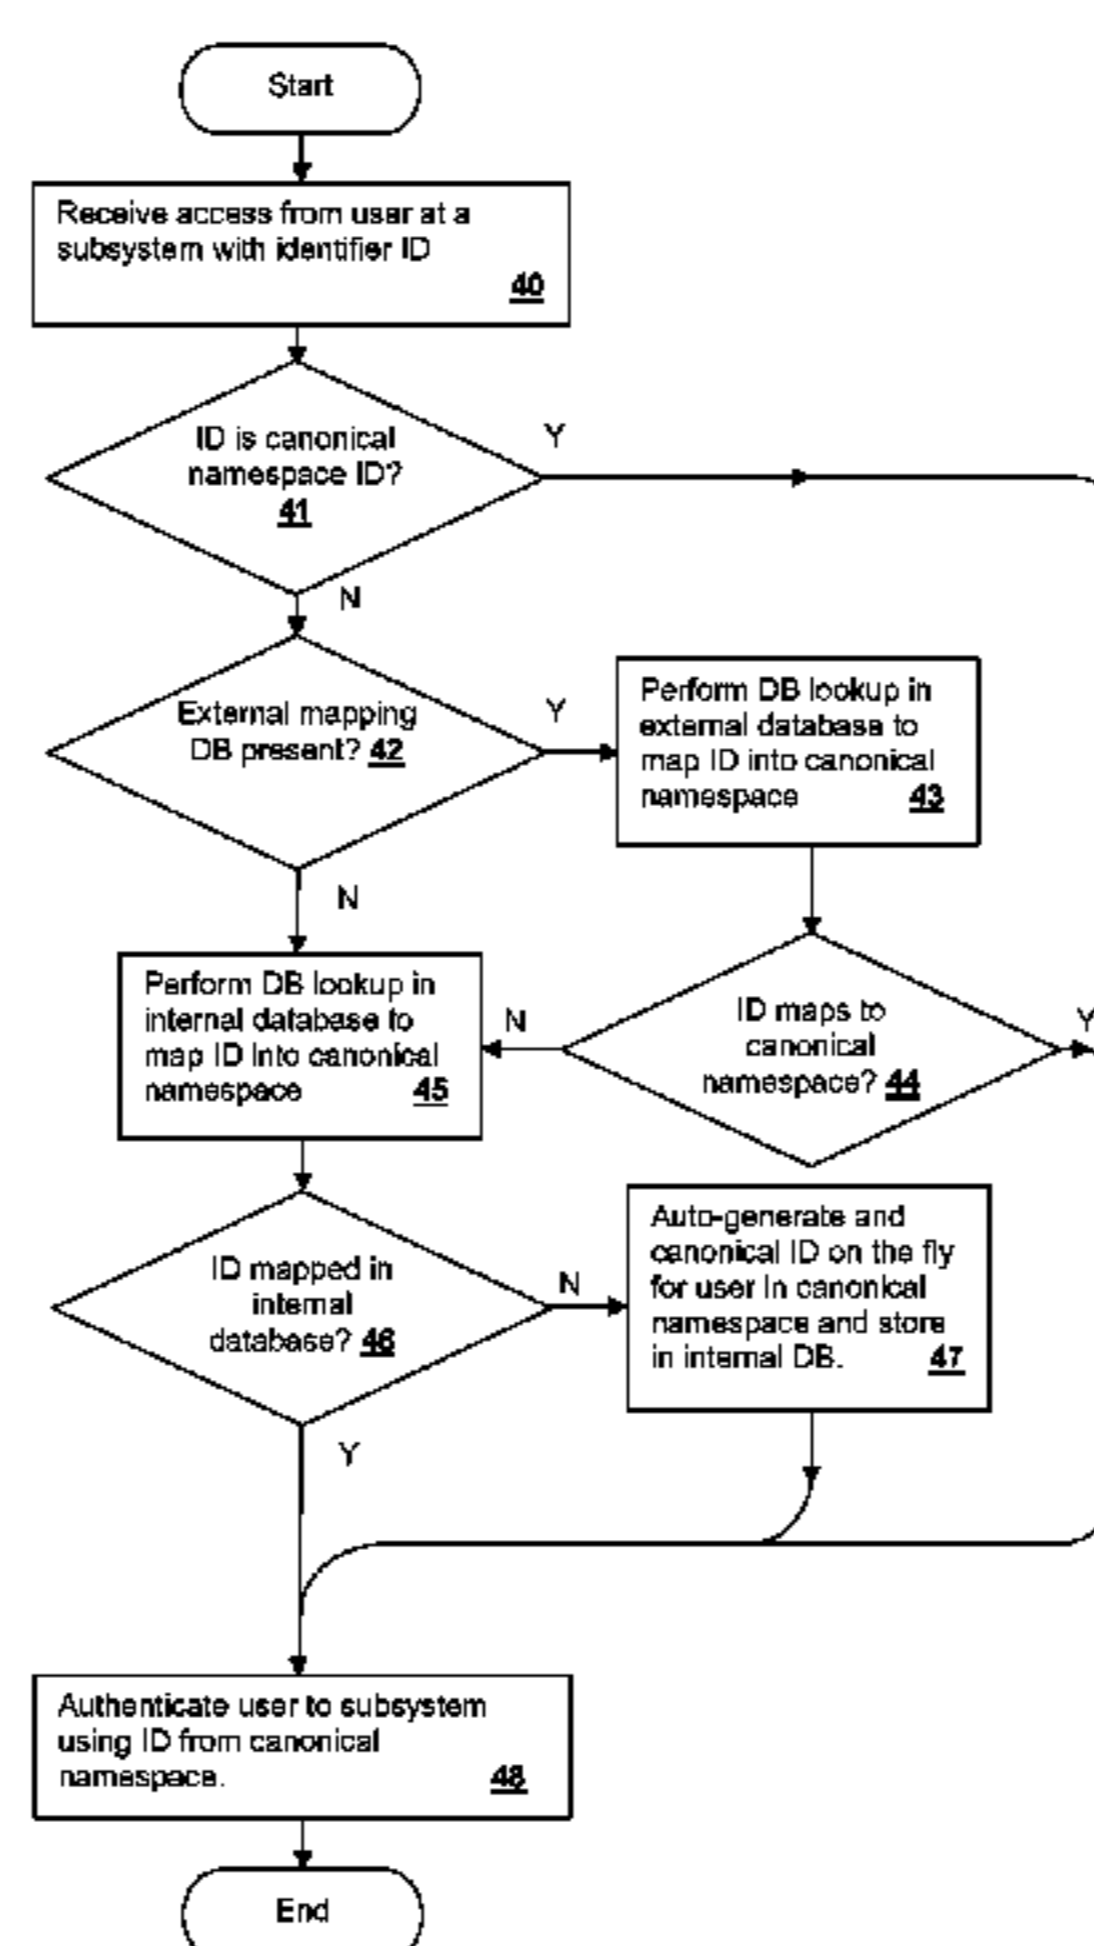 Start
Receive access from user at a
subsystem with identifier ID
40
ID is canonical
namespace ID?
41
Y
N
External mapping
DB present? 42
Y
Perform DB lookup in
external database to
map ID into canonical
namespace 43
N
Perform DB lookup in
internal database to
map ID into canonical
namespace 45
N
ID maps to
canonical
namespace? 44
Y
ID mapped in
internal
database? 46
N
Auto-generate and
canonical ID on the fly
for user in canonical
namespace and store
in internal DB. 47
Y
Authenticate user to subsystem
using ID from canonical
namespace. 48
End